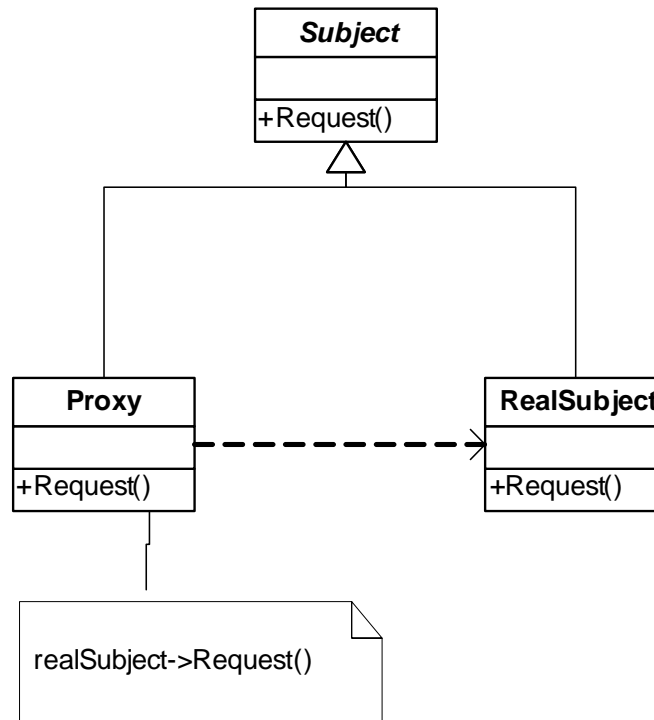 Subject
+Request()
Proxy
+Request()
RealSubject
+Request()
realSubject->Request()